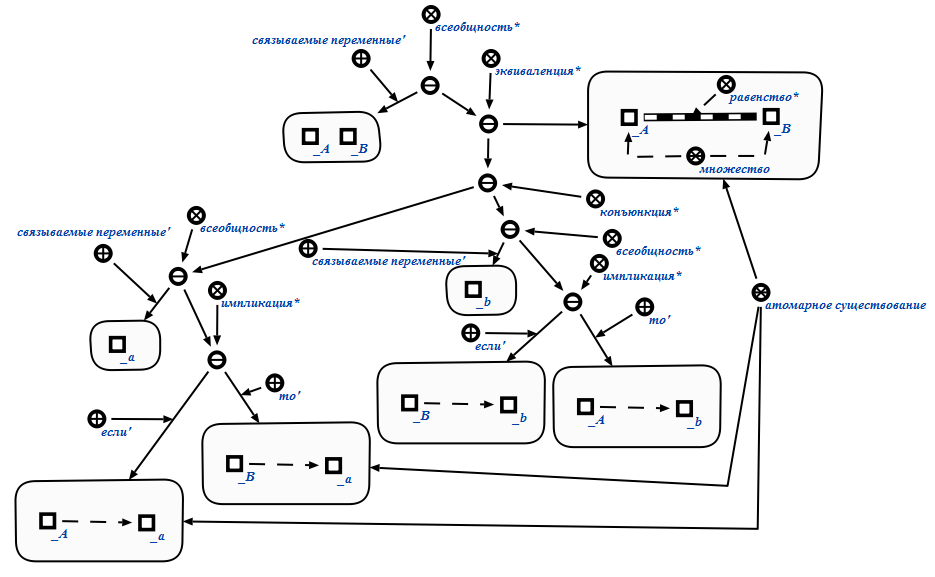 всеобщность*
связываемые переменные'
эквиваленция*
равенство*
_A
_B
_A
_B
множество
конъюнкция*
связываемые переменные'
всеобщность*
связываемые переменные'
всеобщность*
импликация*
импликация*
_b
атомарное существование
то'
если'
_a
то'
_B
_b
_A
_b
если'
_B
_a
_A
_a